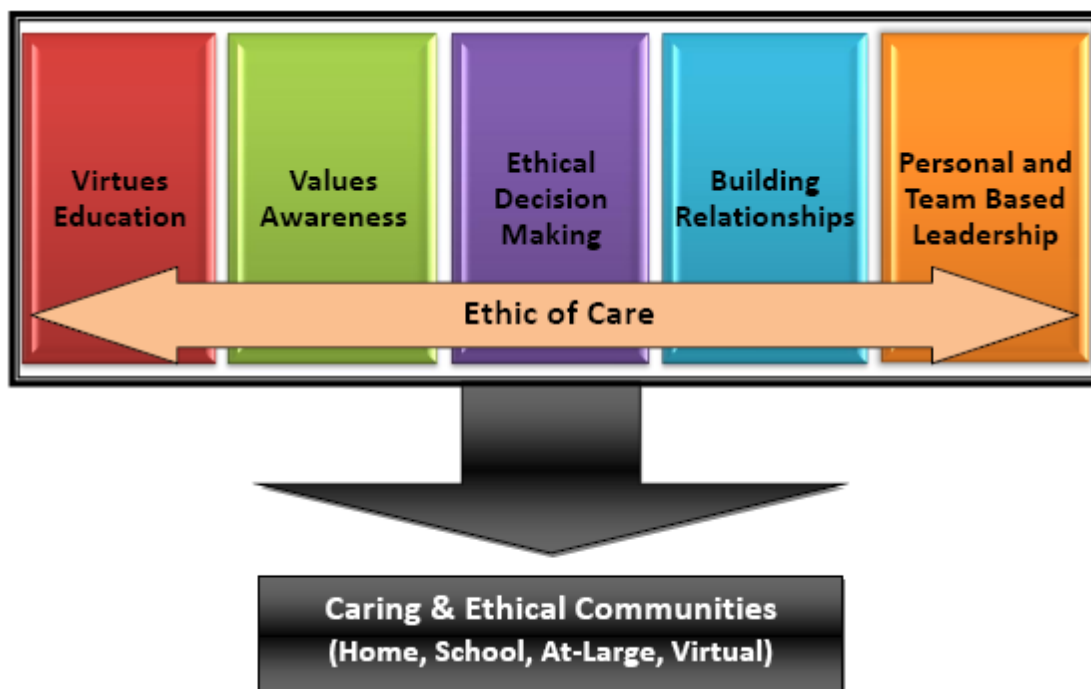 Virtues
Education
Values
Awareness
Ethical
Decision
Making
Building
Relationships
Personal and
Team Based
Leadership
Ethic of Care
Caring & Ethical Communities
(Home, School, At-Large, Virtual)